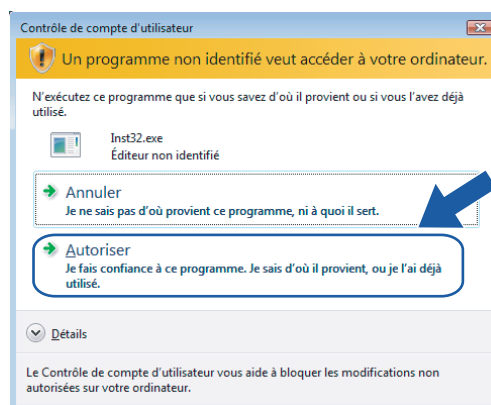 Contrôle de compte d'utilisateur
Un programme non identifié veut accéder à votre ordinateur.
N'exécutez ce programme que si vous savez d'où il provient ou si vous l'avez déjà
utilisé.
Inst32.exe
Éditeur non identifié
Annuler
Je ne sais pas d'où provient ce programme, ni à quoi il sert.
Autoriser
Je fais confiance à ce programme. Je sais d'où il provient, ou je l'ai déjà
utilisé.
Détails
Le Contrôle de compte d'utilisateur vous aide à bloquer les modifications non
autorisées sur votre ordinateur.